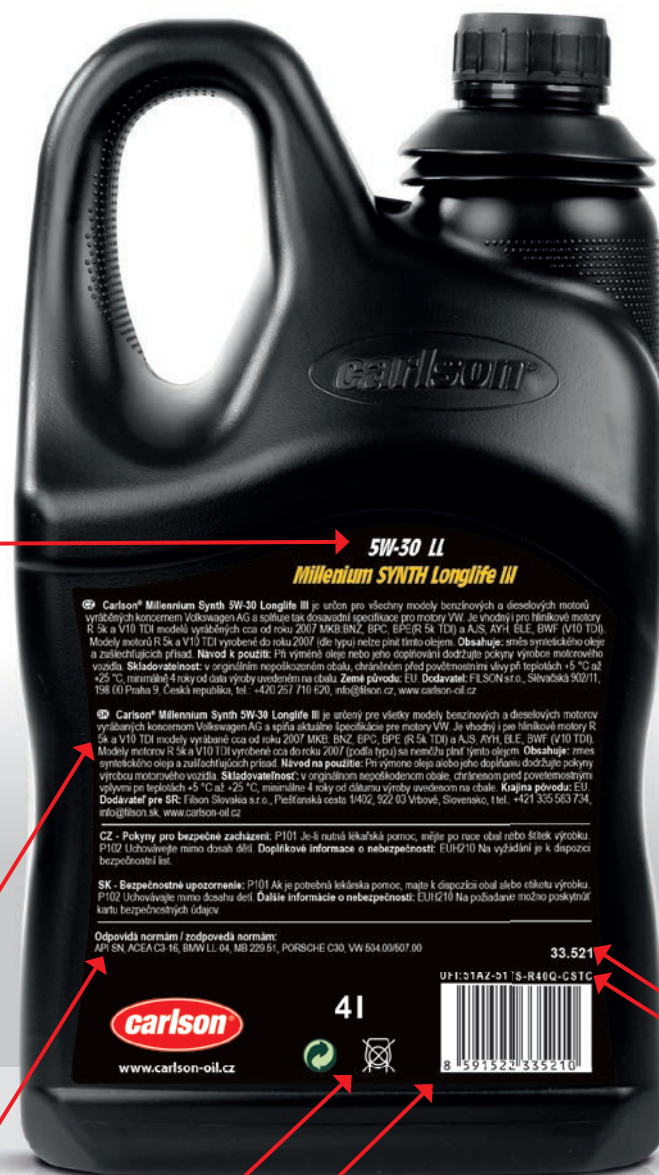 carlson®
5W-30 LL
Millenium SYNTH Longlife III
CZ Carlson® Millennium Synth 5W-30 Longlife III je určen pro všechny modely benzínových a dieselových motorů
vyráběných koncernem Volkswagen AG a splňuje tak dosavadní specifikace pro motory VW. Je vhodný i pro hliníkové motory
R 5k a V10 TDI modelů vyráběných cca od roku 2007 MKB:BNZ, BPC, BPE(R 5k TDI) a AJS, AYH, BLE, BWF (V10 TDI).
Modely motorů R 5k a V10 TDI vyrobené do roku 2007 (dle typu) nelze plnit tímto olejem. Obsahuje: směs syntetického oleje
a zušlechťujících přísad. Návod k použití: Při výměně oleje nebo jeho doplňování dodržujte pokyny výrobce motorového
vozidla. Skladovatelnost: v originálním nepoškozeném obalu, chráněném před povětrnostními vlivy při teplotách +5 °C až
+25 °C, minimálně 4 roky od data výroby uvedeném na obalu. Země původu: EU. Dodavatel: FILSON s.r.o., Slévačská 902/11,
198 00 Praha 9, Česká republika, tel.: +420 257 710 620, info@filson.cz, www.carlson-oil.cz
SK Carlson® Millennium Synth 5W-30 Longlife III je určený pre všetky modely benzínových a dieselových motorov
vyrábaných koncernom Volkswagen AG a spĺňa aktuálne špecifikácie pre motory VW. Je vhodný i pre hliníkové motory R
5k a V10 TDI modely vyrábané cca od roku 2007 MKB: BNZ, BPC, BPE (R 5k TDI) a AJS, AYH, BLE, BWF (V10 TDI).
Modely motorov R 5k a V10 TDI vyrobené cca do roku 2007 (podľa typu) sa nemôžu plniť týmto olejom. Obsahuje: zmes
syntetického oleja a zušľachťujúcich prísad. Návod na použitie: Pri výmene oleja alebo jeho dopĺňaniu dodržujte pokyny
výrobcu motorového vozidla. Skladovateľnosť: v originálnom nepoškodenom obale, chránenom pred poveternostnými
vplyvmi pri teplotách +5 °C až +25 °C, minimálne 4 roky od dátumu výroby uvedenom na obale. Krajina pôvodu: EU.
Dodávateľ pre SR: Filson Slovakia s.r.o., Piešťanská cesta 1/402, 922 03 Vrbové, Slovensko, t.tel. +421 335 583 734,
info@filson.sk, www.carlson-oil.cz
CZ - Pokyny pro bezpečné zacházení: P101 Je-li nutná lékařská pomoc, mějte po ruce obal nebo štítek výrobku.
P102 Uchovávejte mimo dosah dětí. Doplňkové informace o nebezpečnosti: EUH210 Na vyžádání je k dispozici
bezpečnostní list.
SK - Bezpečnostné upozornenie: P101 Ak je potrebná lekárska pomoc, majte k dispozícii obal alebo etiketu výrobku.
P102 Uchovávajte mimo dosahu detí. Ďalšie informácie o nebezpečnosti: EUH210 Na požiadanie možno poskytnúť
kartu bezpečnostných údajov.
Odpovídá normám / zodpovedá normám:
API SN, ACEA C3-16, BMW LL-04, MB 229.51, PORSCHE C30, VW 504.00/507.00
33.521
carlson®
www.carlson-oil.cz
4l
8 591522 335210